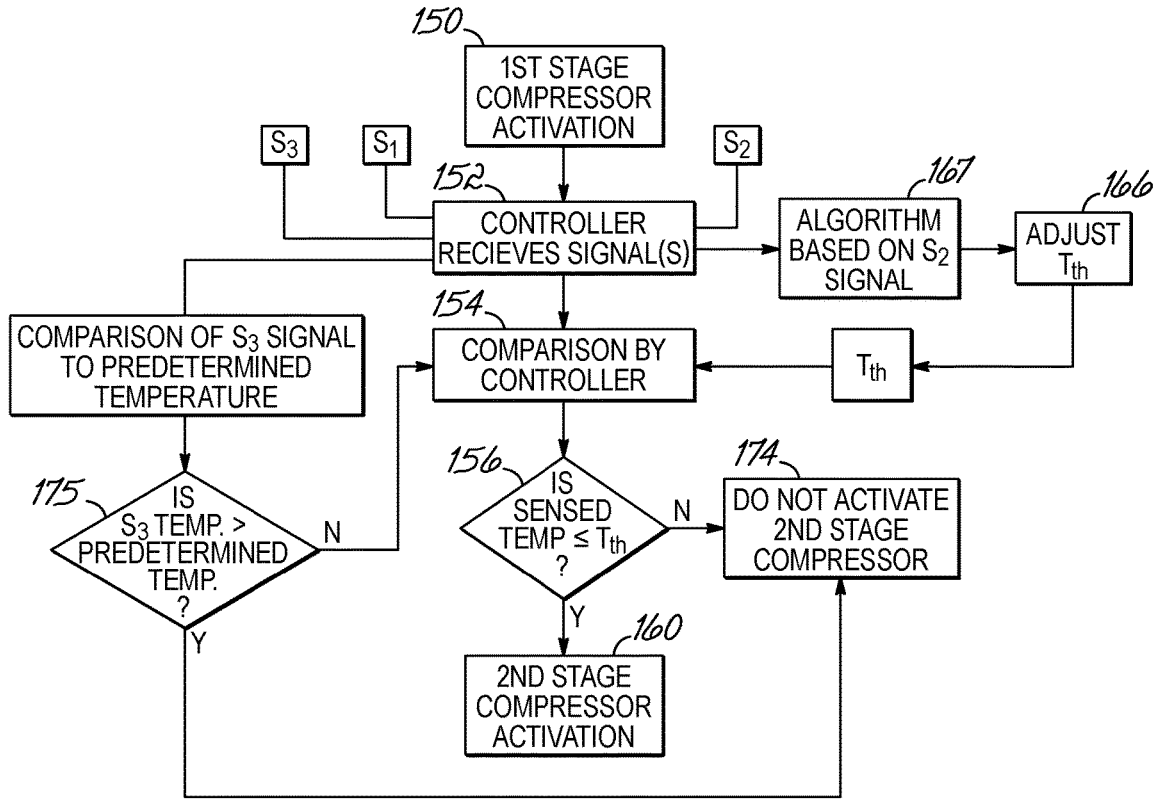 150
1ST STAGE
COMPRESSOR
ACTIVATION
S3
S1
S2
152
CONTROLLER
RECIEVES SIGNAL(S)
167
ALGORITHM
BASED ON S2
SIGNAL
166
ADJUST
Tth
154
COMPARISON BY
CONTROLLER
Tth
COMPARISON OF S3 SIGNAL
TO PREDETERMINED
TEMPERATURE
175
IS
S3 TEMP. >
PREDETERMINED
TEMP.
?
N
Y
156
IS
SENSED
TEMP ≤ Tth
?
N
Y
174
DO NOT ACTIVATE
2ND STAGE
COMPRESSOR
160
2ND STAGE
COMPRESSOR
ACTIVATION